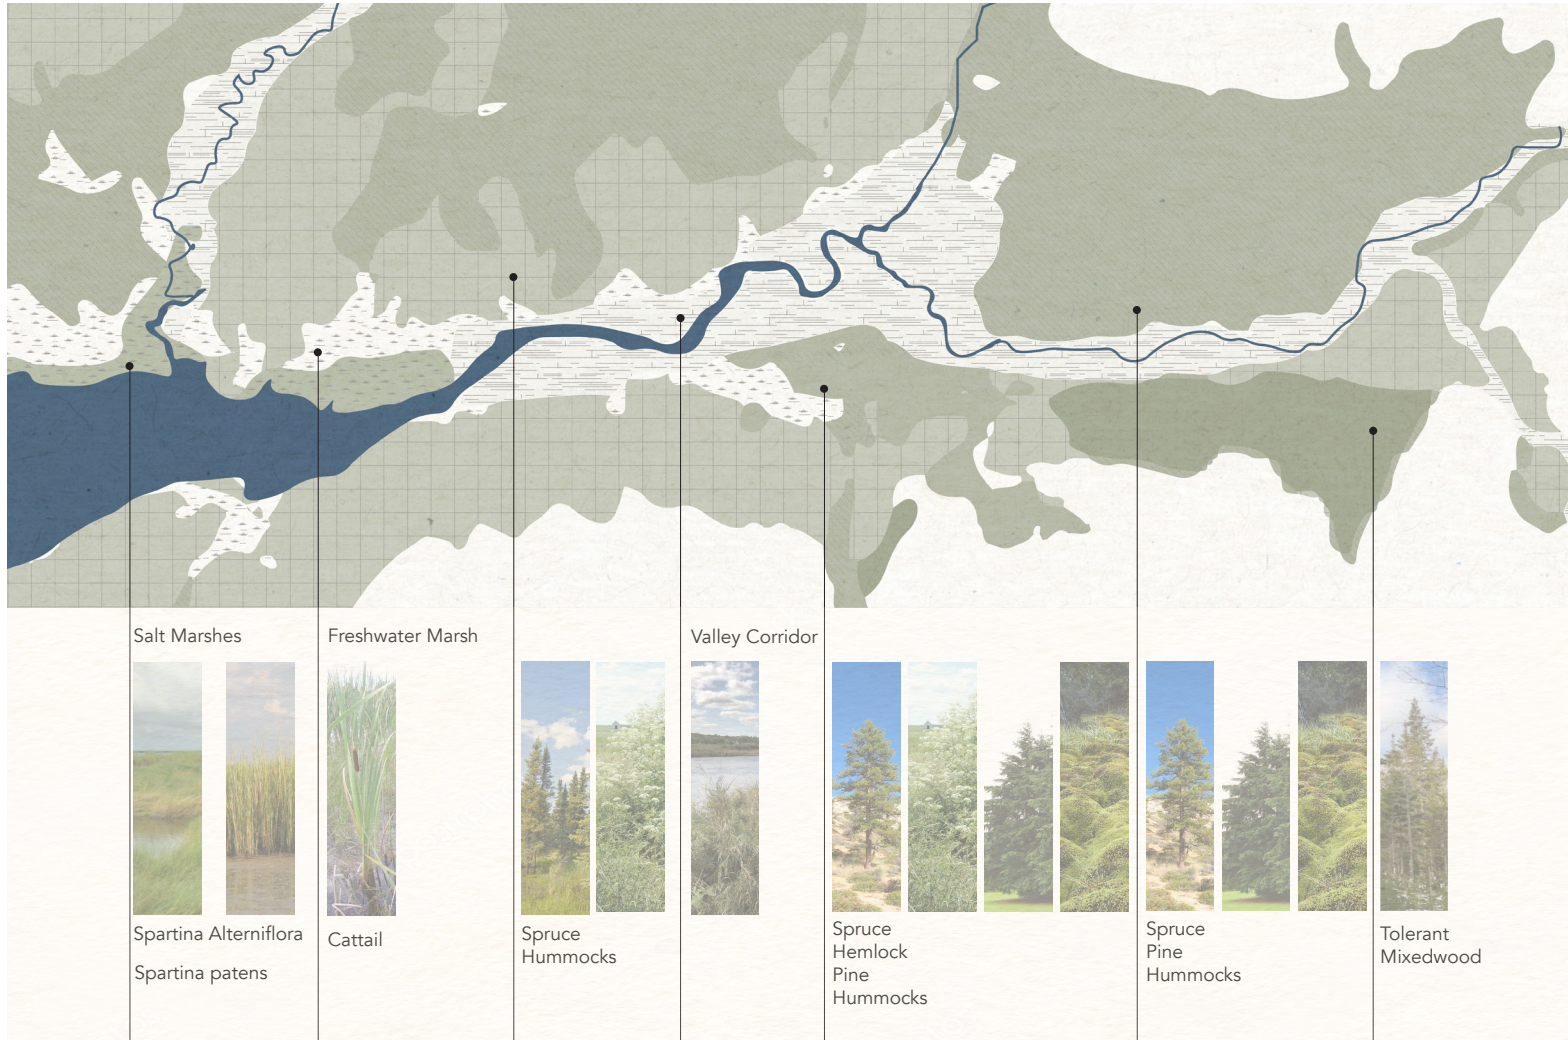 Salt Marshes
Freshwater Marsh
Valley Corridor
Spartina Alterniflora
Spartina patens
Cattail
Spruce
Hummocks
Spruce
Hemlock
Pine
Hummocks
Spruce
Pine
Hummocks
Tolerant
Mixedwood